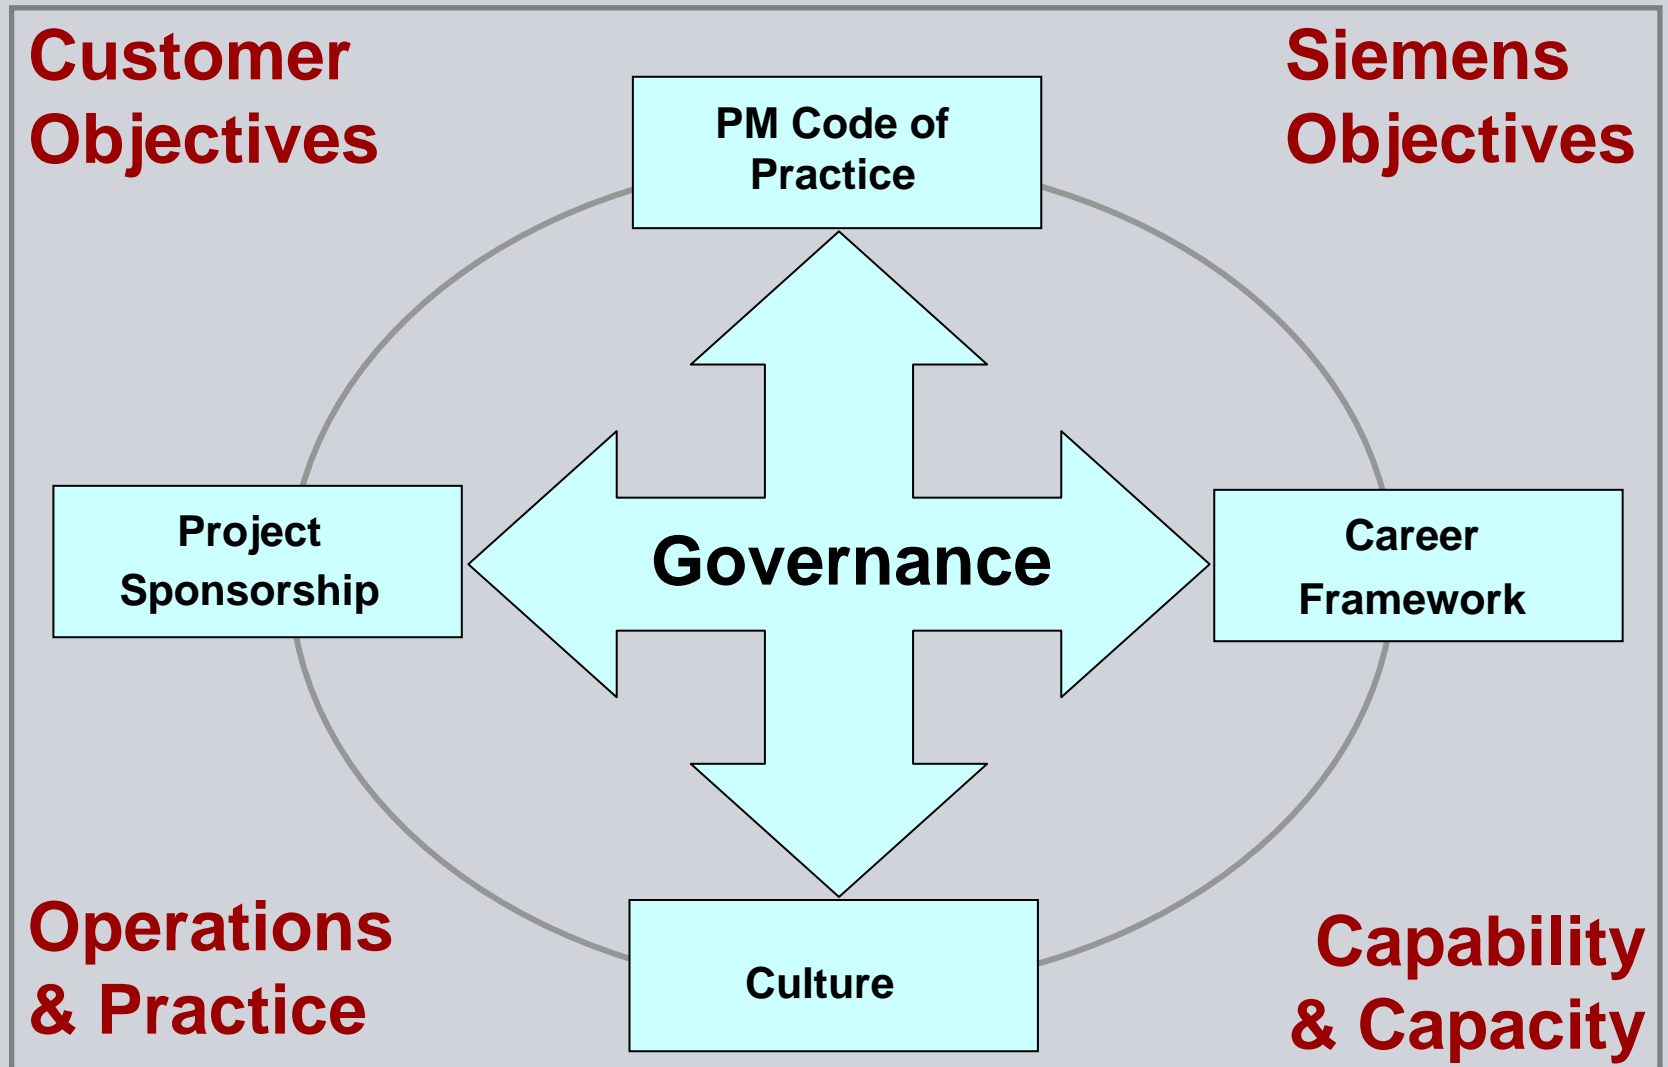 Customer
Objectives
Siemens
Objectives
PM Code of
Practice
Project
Sponsorship
Governance
Career
Framework
Operations
& Practice
Culture
Capability
& Capacity